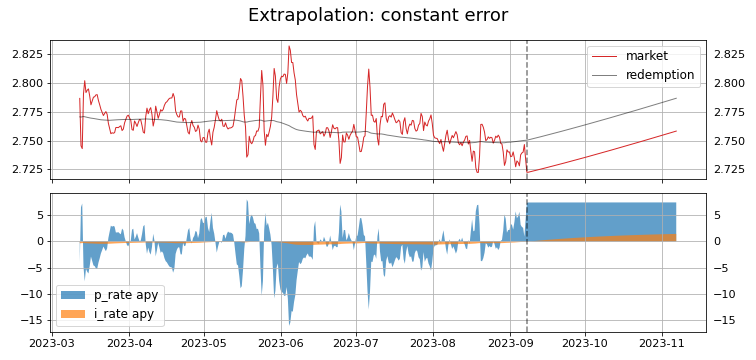 Extrapolation: constant error
2.825 2.825
market
redemption
2.800 2.800
2.775 2.775
2.750 2.750
2.725 2.725
5 5
0 0
−5 −5
−10 −10
−15 −15
p_rate apy
i_rate apy
2023-03 2023-04 2023-05 2023-06 2023-07 2023-08 2023-09 2023-10 2023-11